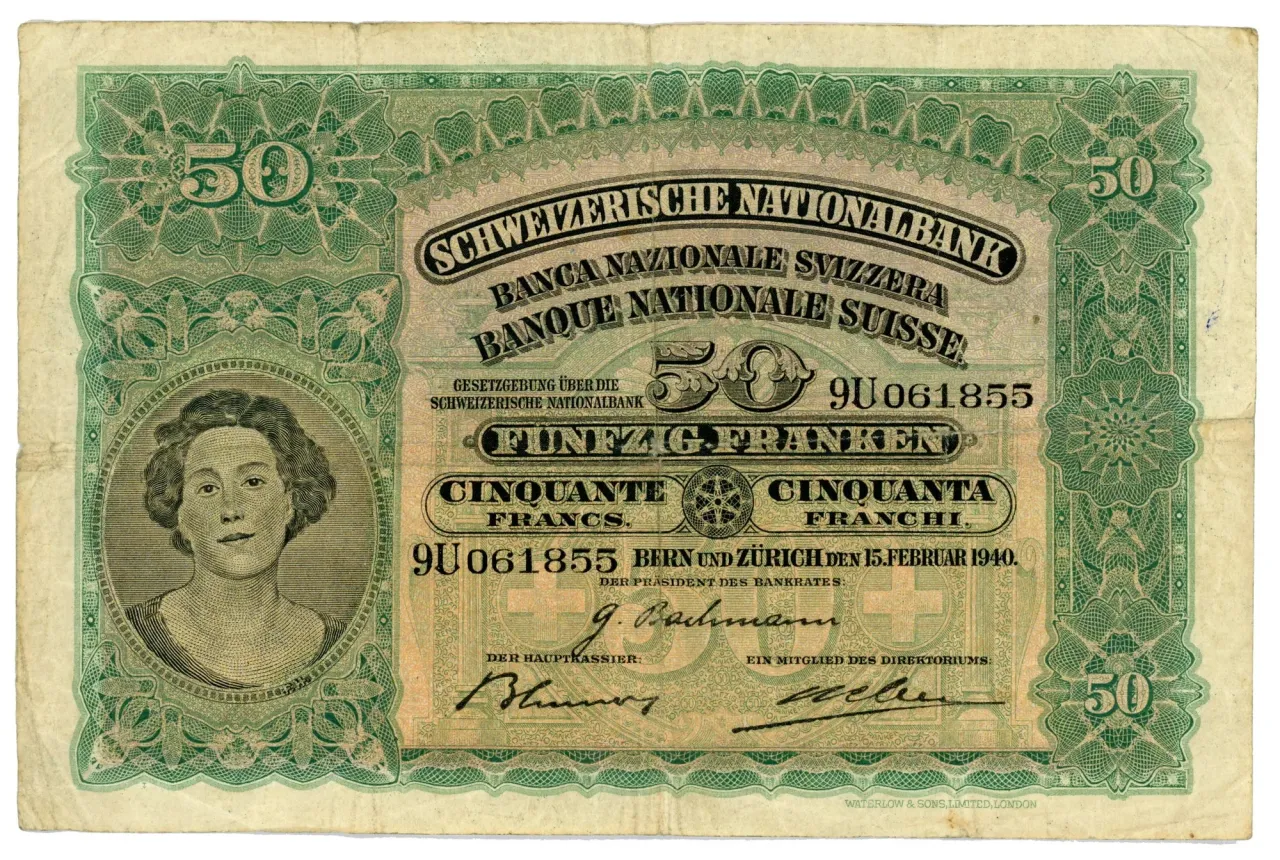 50
50
SCHWEIZERISCHE NATIONALBANK
BANCA NAZIONALE SVIZZERA
BANQUE NATIONALE SUISSE.
GESETZGEBUNG ÜBER DIE
SCHWEIZERISCHE NATIONALBANK
50
9U061855
FÜNFZIG.FRANKEN
CINQUANTE
FRANCS.
CINQUANTA
FRANCHI.
9U061855 BERN UND ZÜRICH DEN 15.FEBRUAR 1940.
DER PRÄSIDENT DES BANKRATES:
G. Bachmann
50
DER HAUPTKASSIER:
EIN MITGLIED DES DIREKTORIUMS:
50
WATERLOW & SONS, LIMITED, LONDON